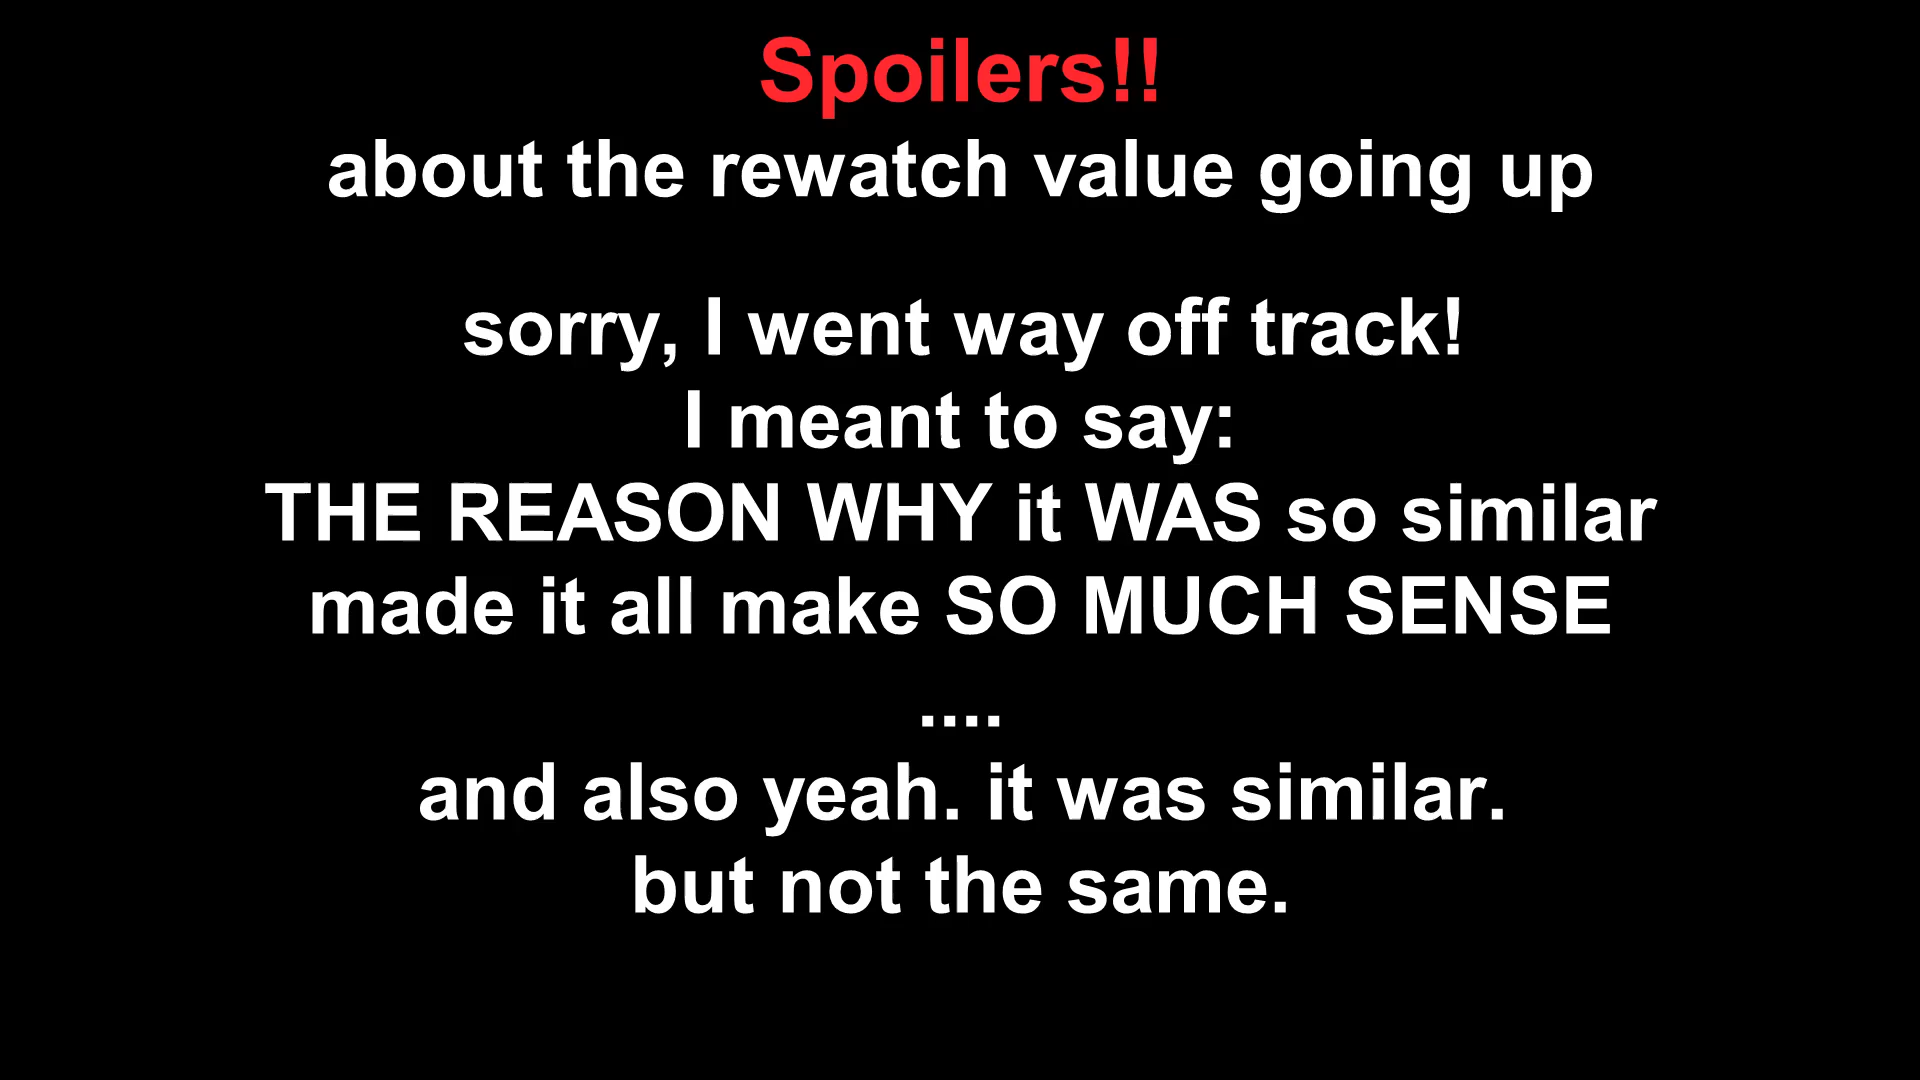 Spoilers!!
about the rewatch value going up
sorry, I went way off track!
I meant to say:
THE REASON WHY it WAS so similar
made it all make SO MUCH SENSE
....
and also yeah. it was similar.
but not the same.